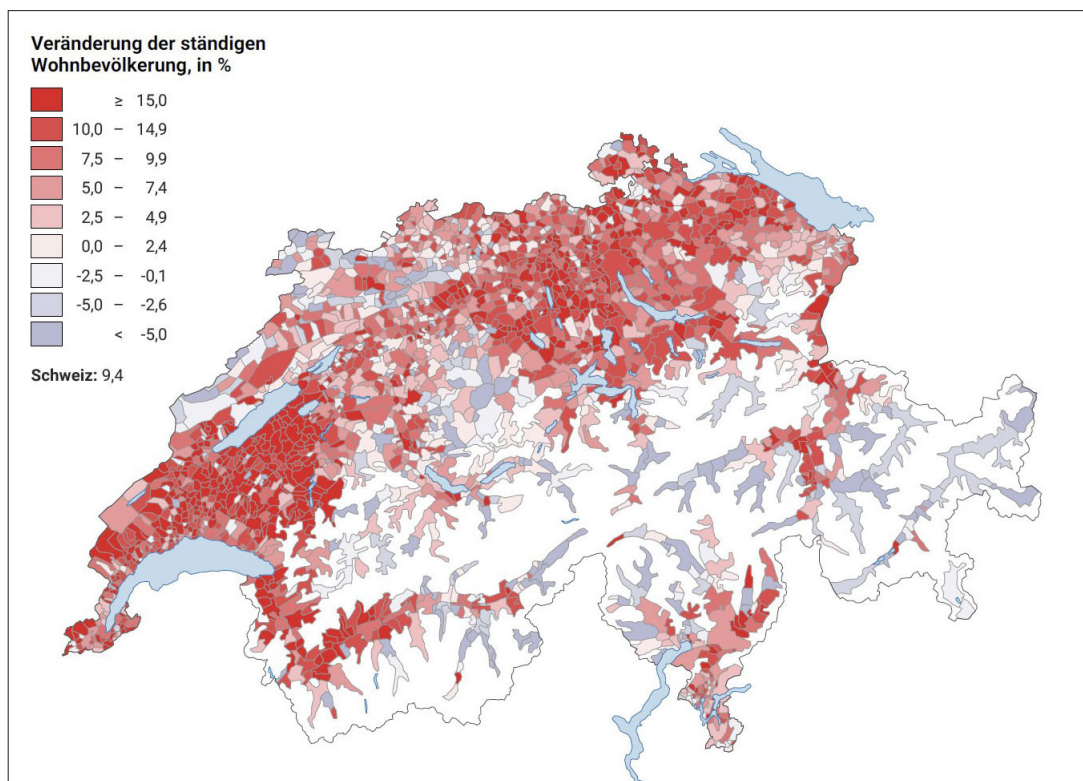 Veränderung der ständigen
Wohnbevölkerung, in %
≥ 15,0
10,0 – 14,9
7,5 – 9,9
5,0 – 7,4
2,5 – 4,9
0,0 – 2,4
-2,5 – -0,1
-5,0 – -2,6
< -5,0
Schweiz: 9,4